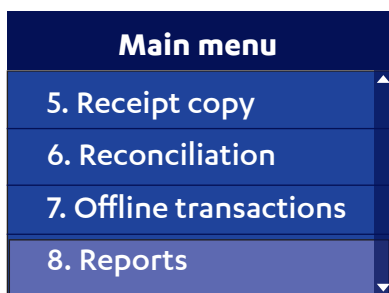 Main menu
5. Receipt copy
6. Reconciliation
7. Offline transactions
8. Reports